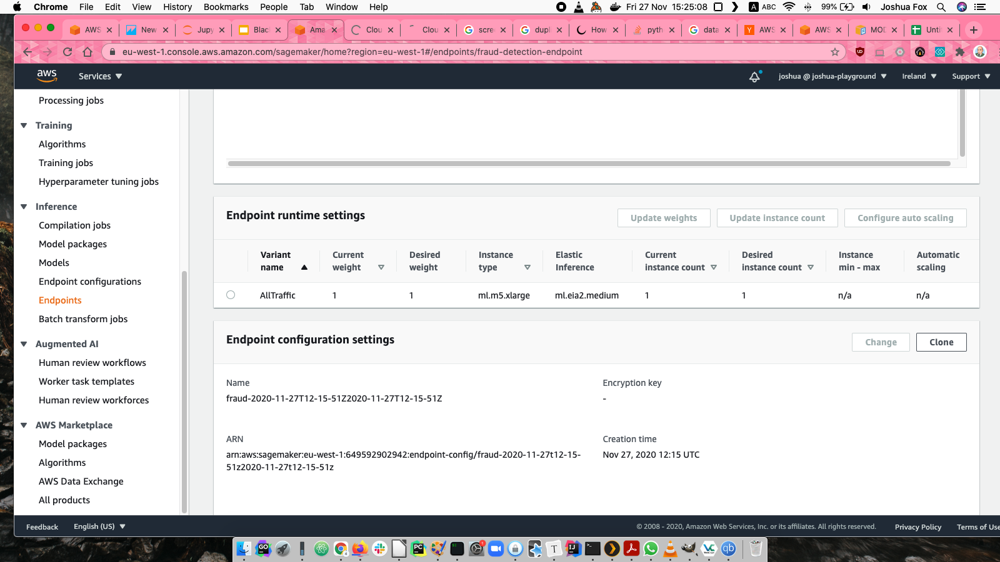 Chrome File Edit View History Bookmarks People Tab Window Help
ABC 99% Fri 27 Nov 15:25:08 Joshua Fox
AWS New Jupy Blac Ama Clou Clou scre dupl How pyth data AWS AWS MOD Unti
eu-west-1.console.aws.amazon.com/sagemaker/home?region=eu-west-1#/endpoints/fraud-detection-endpoint
aws Services joshua @ joshua-playground Ireland Support
Processing jobs
Training
Algorithms
Training jobs
Hyperparameter tuning jobs
Inference
Compilation jobs
Model packages
Models
Endpoint configurations
Endpoints
Batch transform jobs
Augmented AI
Human review workflows
Worker task templates
Human review workforces
AWS Marketplace
Model packages
Algorithms
AWS Data Exchange
All products
Endpoint runtime settings
Update weights Update instance count Configure auto scaling
Variant name Current weight Desired weight Instance type Elastic Inference Current instance count Desired instance count Instance min - max Automatic scaling
AllTraffic 1 1 ml.m5.xlarge ml.eia2.medium 1 1 n/a n/a
Endpoint configuration settings
Change Clone
Name
fraud-2020-11-27T12-15-51Z2020-11-27T12-15-51Z
Encryption key
-
ARN
arn:aws:sagemaker:eu-west-1:649592902942:endpoint-config/fraud-2020-11-27t12-15-
51z2020-11-27t12-15-51z
Creation time
Nov 27, 2020 12:15 UTC
Feedback English (US) © 2008 - 2020, Amazon Web Services, Inc. or its affiliates. All rights reserved. Privacy Policy Terms of Use